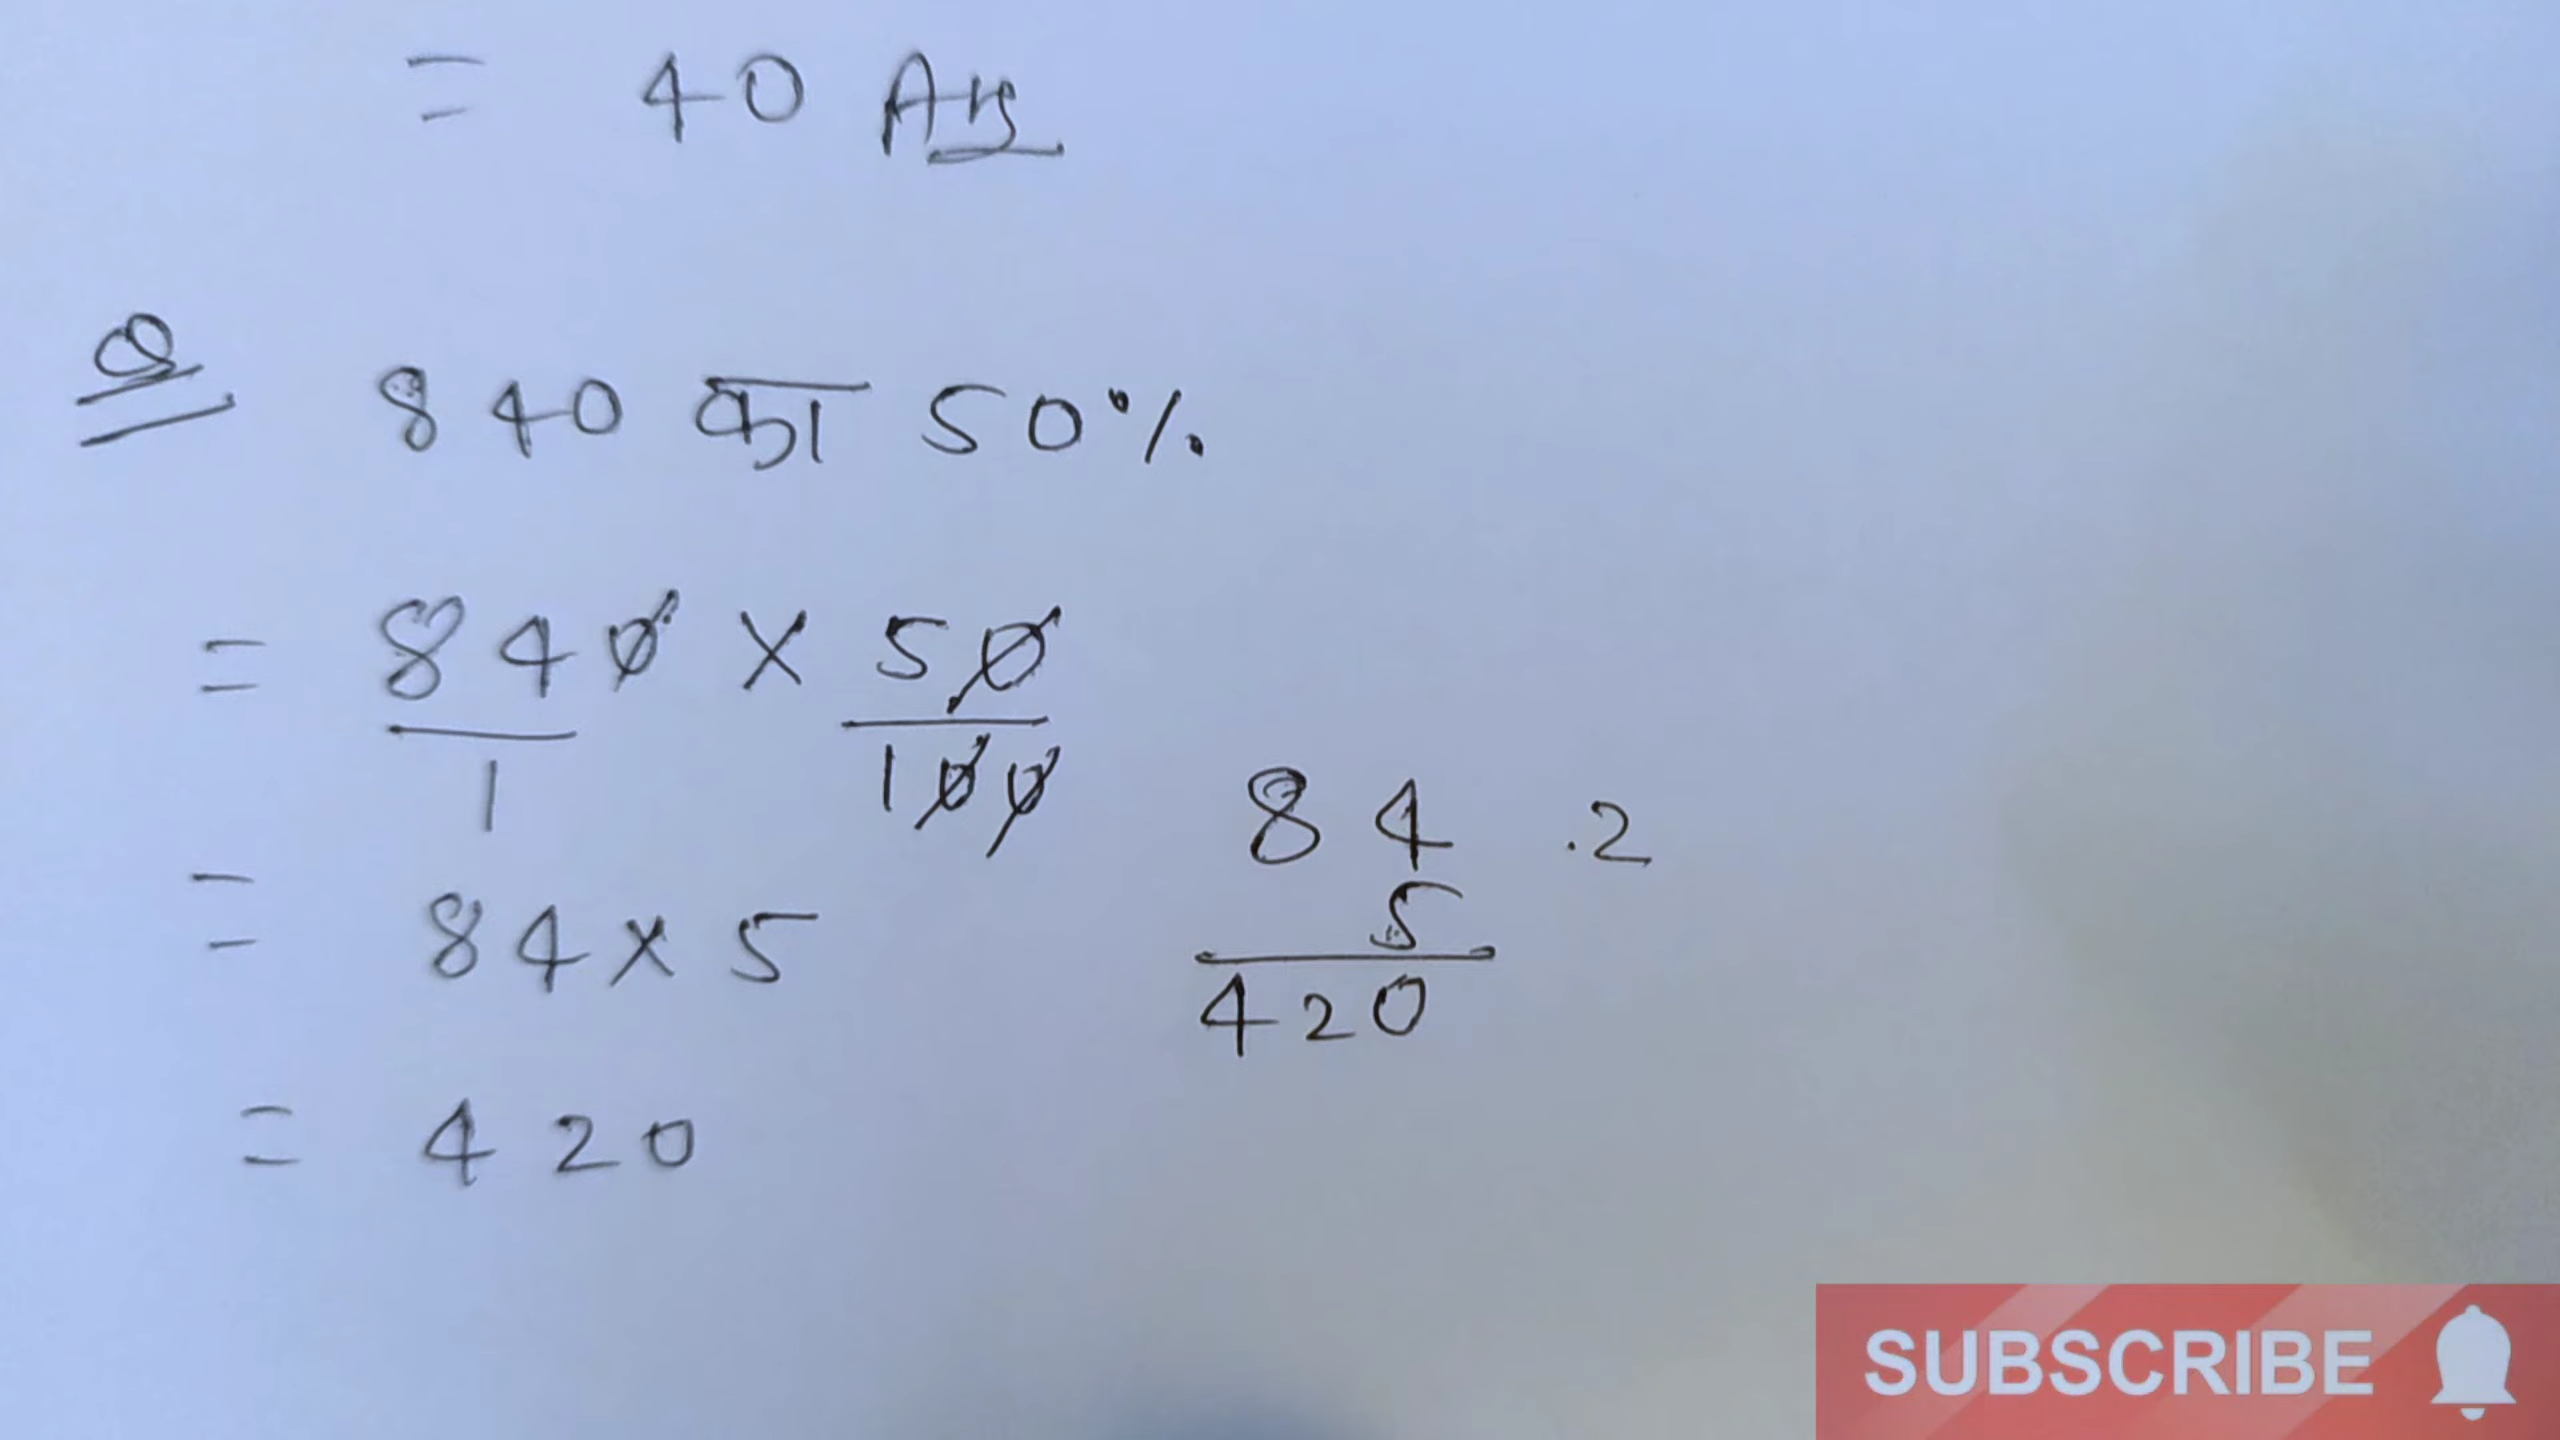 = 40 Ans
Q 840 का 50%
= 840/1 × 50/100
= 84 × 5
= 420
84 .2
5
420
SUBSCRIBE